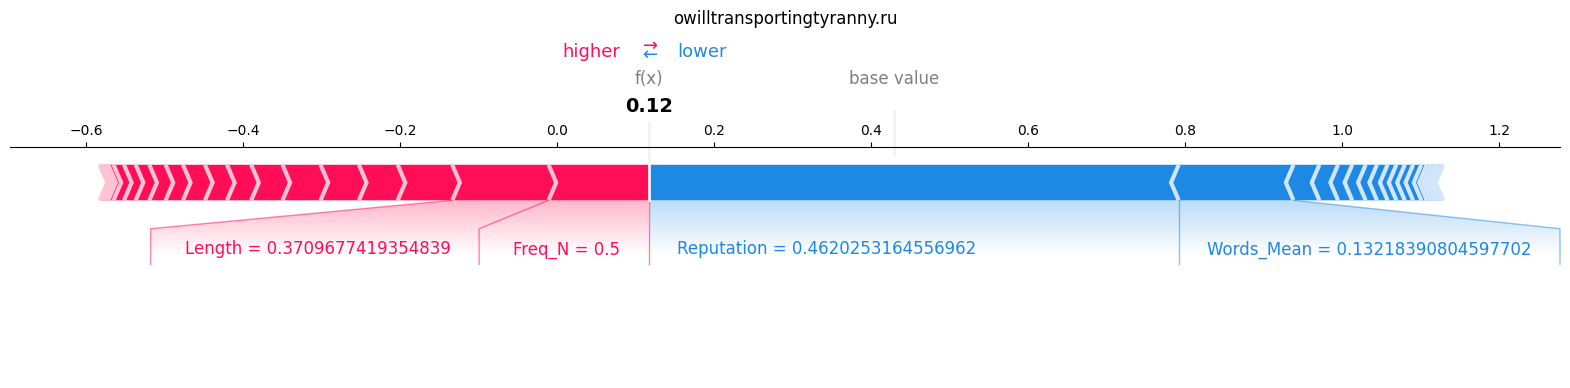 owilltransportingtyranny.ru
higher → ← lower
f(x) base value
0.12
−0.6 −0.4 −0.2 0.0 0.2 0.4 0.6 0.8 1.0 1.2
Length = 0.3709677419354839 Freq_N = 0.5 Reputation = 0.4620253164556962 Words_Mean = 0.13218390804597702